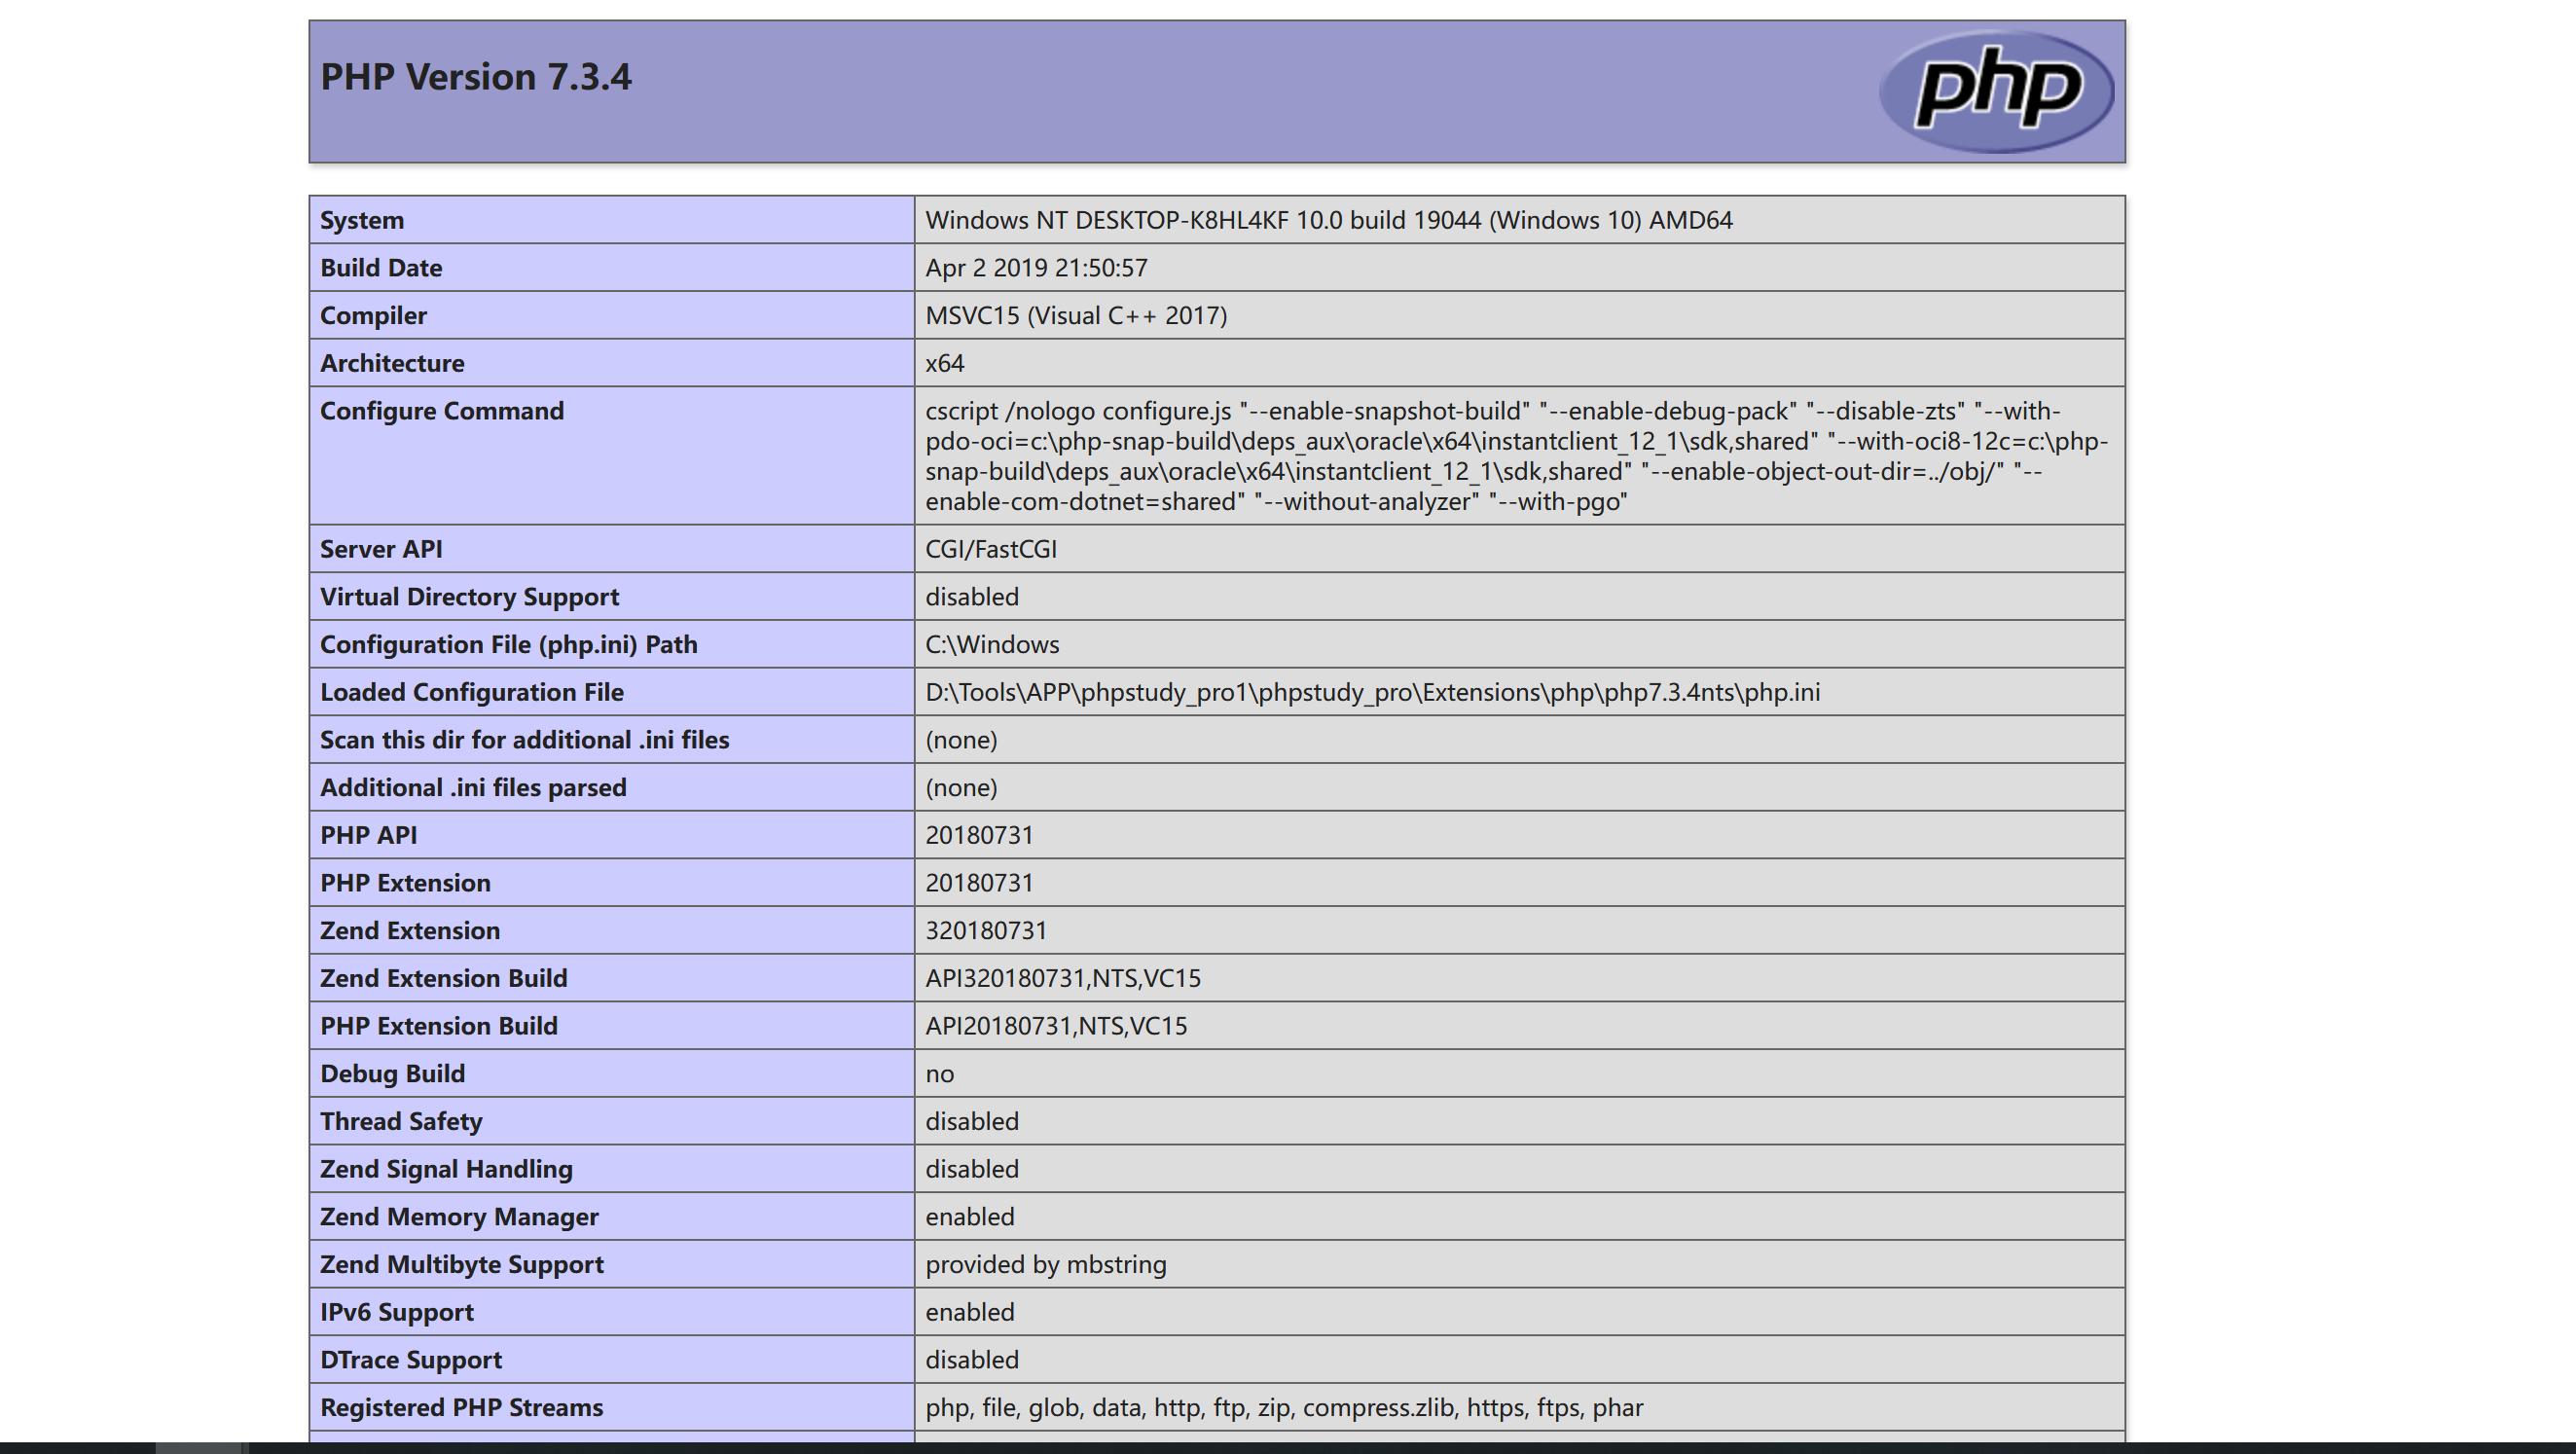 PHP Version 7.3.4
php
System Windows NT DESKTOP-K8HL4KF 10.0 build 19044 (Windows 10) AMD64
Build Date Apr 2 2019 21:50:57
Compiler MSVC15 (Visual C++ 2017)
Architecture x64
Configure Command cscript /nologo configure.js "--enable-snapshot-build" "--enable-debug-pack" "--disable-zts" "--with-
pdo-oci=c:\php-snap-build\deps_aux\oracle\x64\instantclient_12_1\sdk,shared" "--with-oci8-12c=c:\php-
snap-build\deps_aux\oracle\x64\instantclient_12_1\sdk,shared" "--enable-object-out-dir=../obj/" "--
enable-com-dotnet=shared" "--without-analyzer" "--with-pgo"
Server API CGI/FastCGI
Virtual Directory Support disabled
Configuration File (php.ini) Path C:\Windows
Loaded Configuration File D:\Tools\APP\phpstudy_pro1\phpstudy_pro\Extensions\php\php7.3.4nts\php.ini
Scan this dir for additional .ini files (none)
Additional .ini files parsed (none)
PHP API 20180731
PHP Extension 20180731
Zend Extension 320180731
Zend Extension Build API320180731,NTS,VC15
PHP Extension Build API20180731,NTS,VC15
Debug Build no
Thread Safety disabled
Zend Signal Handling disabled
Zend Memory Manager enabled
Zend Multibyte Support provided by mbstring
IPv6 Support enabled
DTrace Support disabled
Registered PHP Streams php, file, glob, data, http, ftp, zip, compress.zlib, https, ftps, phar